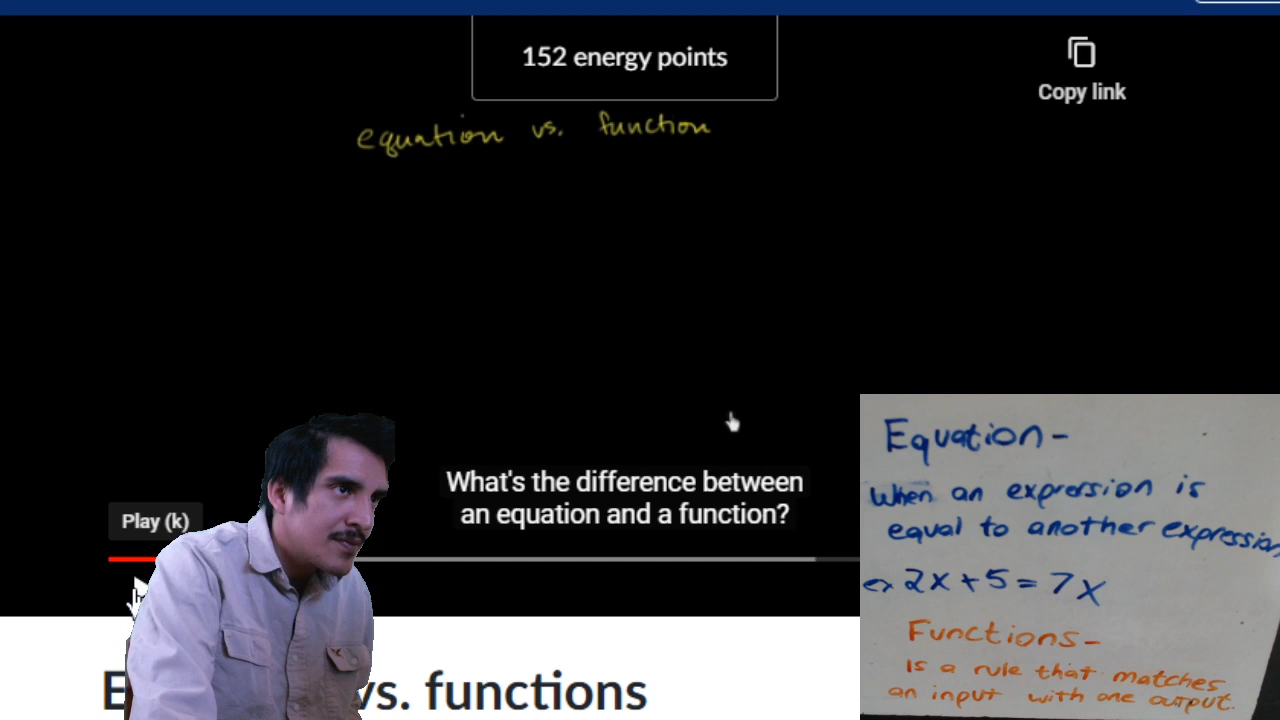 152 energy points
Copy link
equation vs. function
What's the difference between
an equation and a function?
Play (k)
vs. functions
Equation-
When an expression is
equal to another expression
ex 2x+5=7x
Functions-
Is a rule that matches
an input with one output.